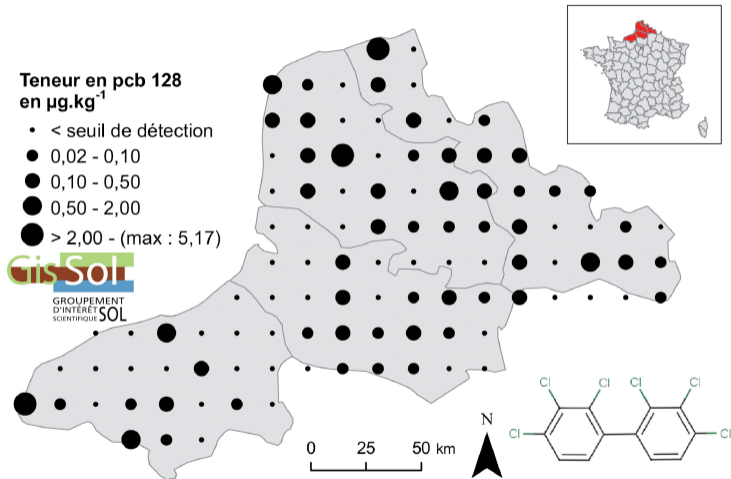 Teneur en pcb 128
en µg.kg-1
< seuil de détection
0,02 - 0,10
0,10 - 0,50
0,50 - 2,00
> 2,00 - (max : 5,17)
Gis Sol
GROUPEMENT
D'INTÉRÊT
SCIENTIFIQUE SOL
0 25 50 km
N
Cl Cl Cl Cl
Cl Cl